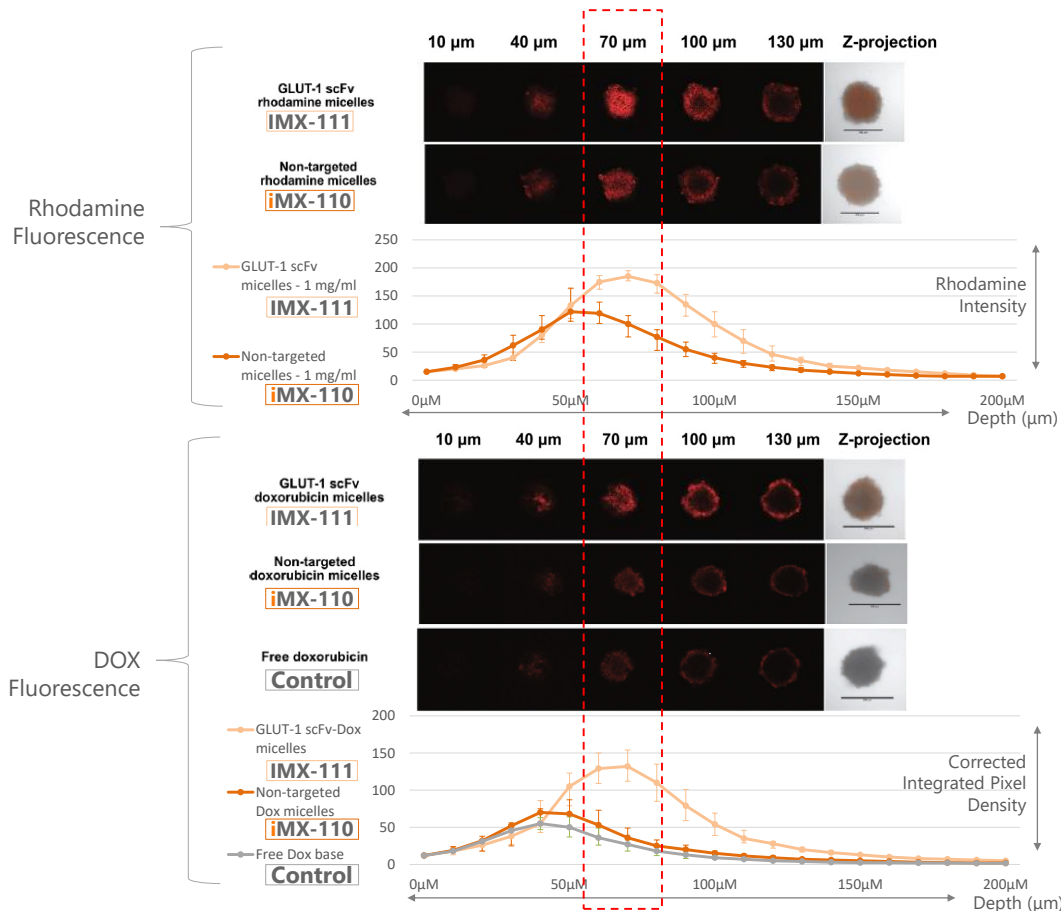 10 µm 40 µm 70 µm 100 µm 130 µm Z-projection
GLUT-1 scFv
rhodamine micelles
IMX-111
Non-targeted
rhodamine micelles
iMX-110
Rhodamine
Fluorescence
250
200
150
100
50
0
GLUT-1 scFv
micelles - 1 mg/ml
IMX-111
Non-targeted
micelles - 1 mg/ml
iMX-110
Rhodamine
Intensity
0µM 50µM 100µM 150µM 200µM
Depth (µm)
10 µm 40 µm 70 µm 100 µm 130 µm Z-projection
GLUT-1 scFv
doxorubicin micelles
IMX-111
Non-targeted
doxorubicin micelles
iMX-110
Free doxorubicin
Control
DOX
Fluorescence
200
150
100
50
0
GLUT-1 scFv-Dox
micelles
IMX-111
Non-targeted
Dox micelles
iMX-110
Free Dox base
Control
Corrected
Integrated Pixel
Density
0µM 50µM 100µM 150µM 200µM
Depth (µm)